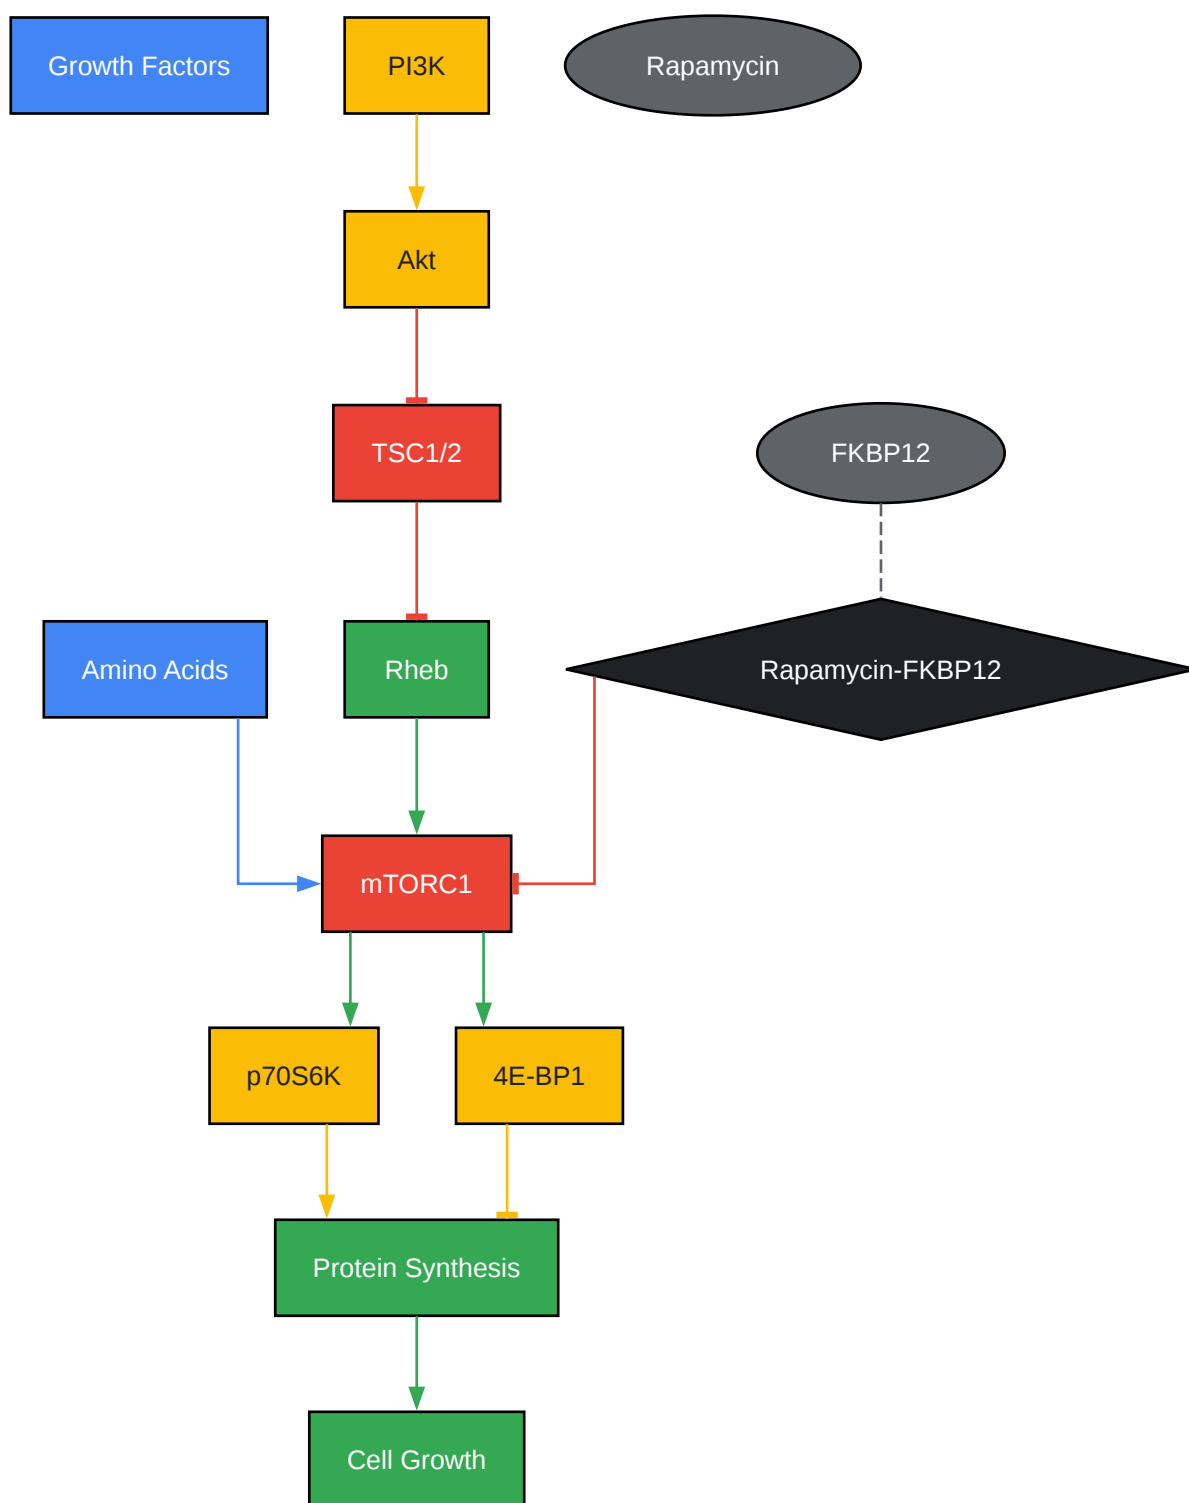 Growth Factors
PI3K
Rapamycin
Akt
TSC1/2
FKBP12
Amino Acids
Rheb
Rapamycin-FKBP12
mTORC1
p70S6K
4E-BP1
Protein Synthesis
Cell Growth